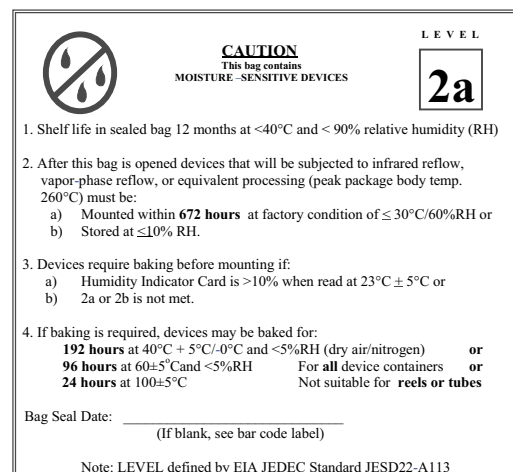 LEVEL
CAUTION
This bag contains
MOISTURE –SENSITIVE DEVICES
2a
1. Shelf life in sealed bag 12 months at <40°C and < 90% relative humidity (RH)
2. After this bag is opened devices that will be subjected to infrared reflow,
vapor-phase reflow, or equivalent processing (peak package body temp.
260°C) must be:
a) Mounted within 672 hours at factory condition of ≤ 30°C/60%RH or
b) Stored at ≤10% RH.
3. Devices require baking before mounting if:
a) Humidity Indicator Card is >10% when read at 23°C ± 5°C or
b) 2a or 2b is not met.
4. If baking is required, devices may be baked for:
192 hours at 40°C + 5°C/-0°C and <5%RH (dry air/nitrogen) or
96 hours at 60±5°Cand <5%RH For all device containers or
24 hours at 100±5°C Not suitable for reels or tubes
Bag Seal Date: ______________________________
(If blank, see bar code label)
Note: LEVEL defined by EIA JEDEC Standard JESD22-A113